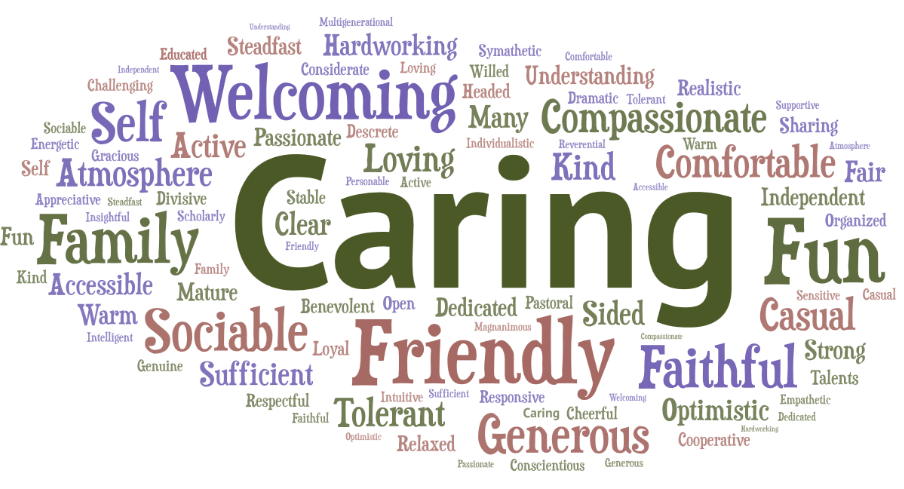 Understanding
Multigenerational
Educated
Steadfast
Hardworking
Symathetic
Comfortable
Independent
Considerate
Loving
Willed
Understanding
Challenging
Welcoming
Headed
Dramatic
Tolerant
Realistic
Supportive
Self
Many
Compassionate
Sharing
Sociable
Energetic
Active
Passionate
Descrete
Individualistic
Reverential
Warm
Atmosphere
Gracious
Self
Atmosphere
Loving
Kind
Comfortable
Fair
Personable
Active
Accessible
Appreciative
Steadfast
Divisive
Stable
Caring
Independent
Insightful
Scholarly
Clear
Organized
Fun
Family
Friendly
Fun
Kind
Accessible
Family
Mature
Sensitive
Casual
Warm
Benevolent
Open
Dedicated
Pastoral
Sided
Casual
Intelligent
Sociable
Magnanimous
Compassionate
Loyal
Friendly
Faithful
Strong
Genuine
Sufficient
Talents
Respectful
Intuitive
Sufficient
Responsive
Welcoming
Empathetic
Faithful
Tolerant
Caring
Cheerful
Optimistic
Dedicated
Optimistic
Relaxed
Generous
Hardworking
Cooperative
Passionate
Conscientious
Generous